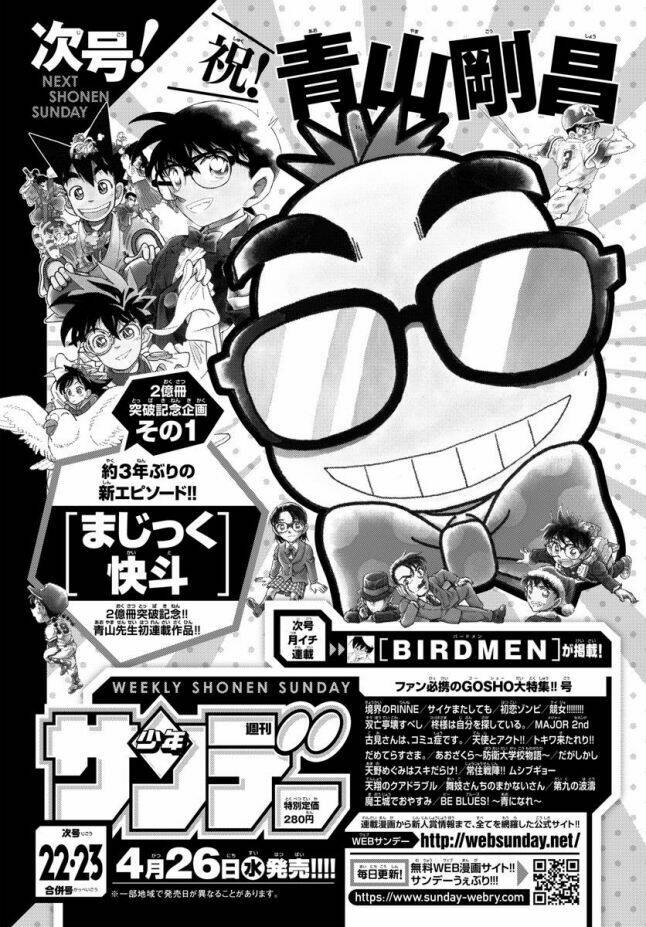 次号!
NEXT
SHONEN
SUNDAY
祝!
青山剛昌
2億冊
突破記念企画
その1
約3年ぶりの
新エピソード!!
[まじっく
快斗]
2億冊突破記念!!
青山先生初連載作品!!
次号
月イチ
連載
[BIRDMEN]が掲載!
WEEKLY SHONEN SUNDAY
週刊
少年
サンデー
特別定価
280円
ファン必携のGOSHO大特集!!号
境界のRINNE/サイケまたしても/初恋ゾンビ/競女!!!!!!!!
双亡亭壊すべし/柊様は自分を探している。/MAJOR 2nd
古見さんは、コミュ症です。/天使とアクト!!/トキワ来たれり!!
だめてらすさま。/あおざくら〜防衛大学校物語〜/だがしかし
天野めぐみはスキだらけ!/常住戦陣!!ムシブギョー
天翔のクアドラブル/舞妓さんちのまかないさん/第九の波濤
魔王城でおやすみ/BE BLUES!〜青になれ〜
連載漫画から新人賞情報まで、全てを網羅した公式サイト!!
WEBサンデー http://websunday.net/
毎日更新!
無料WEB漫画サイト!!
サンデーうぇぶり!!!
https://www.sunday-webry.com
次号
22・23
合併号
4月26日水発売!!!!
※一部地域で発売日が異なることがあります。